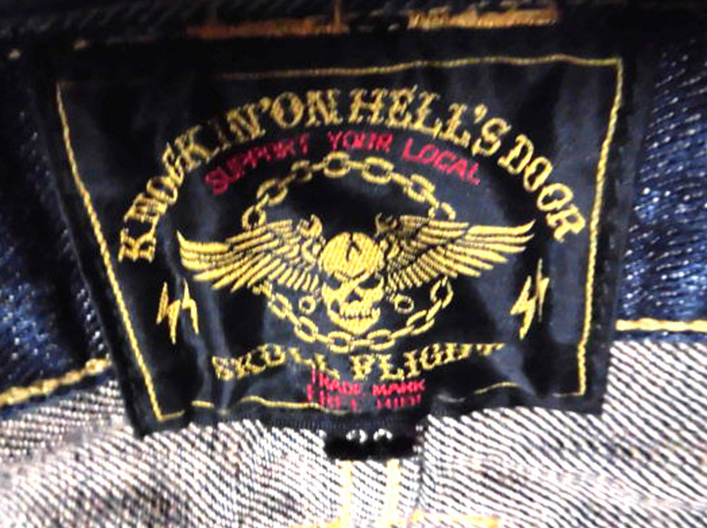 KNOCKIN'ON HELL'S DOOR
SUPPORT YOUR LOCAL
SKULL FLIGHT
TRADE MARK